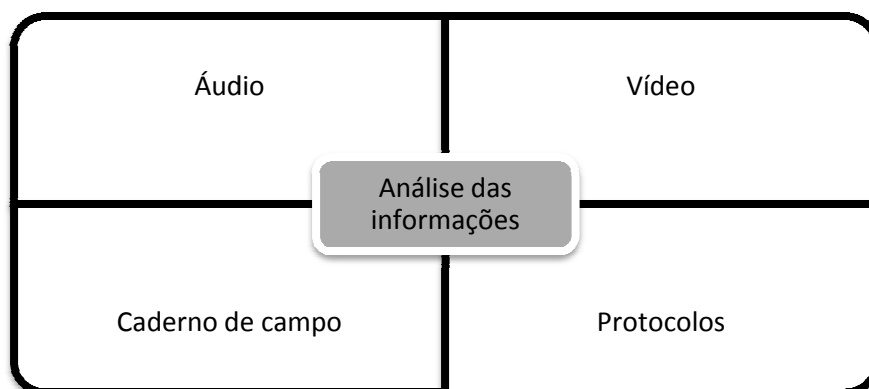 Áudio
Vídeo
Análise das
informações
Caderno de campo
Protocolos